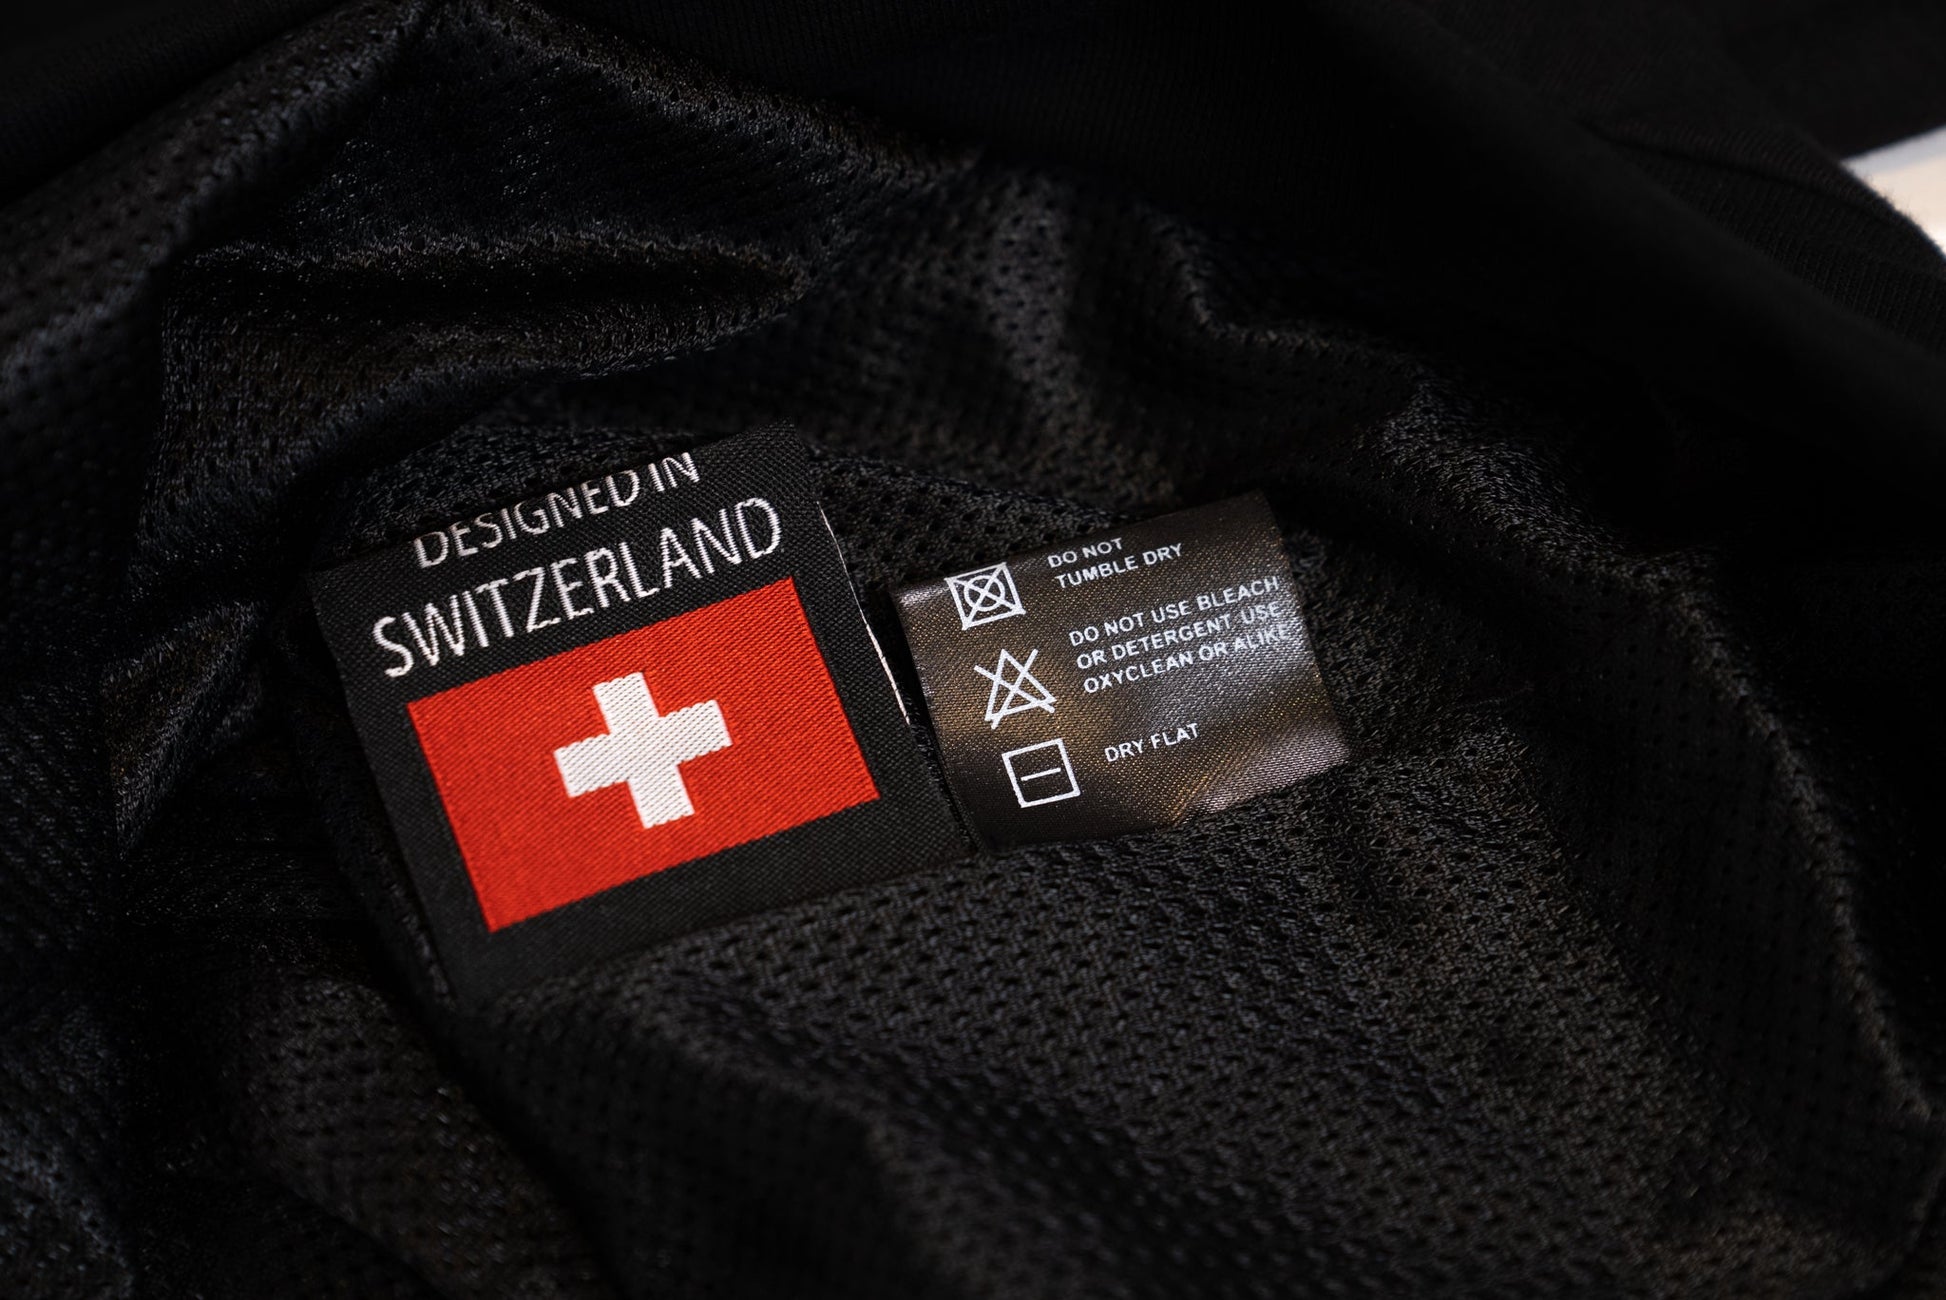 DESIGNED IN
SWITZERLAND
DO NOT
TUMBLE DRY
DO NOT USE BLEACH
OR DETERGENT, USE
OXYCLEAN OR ALIKE
DRY FLAT